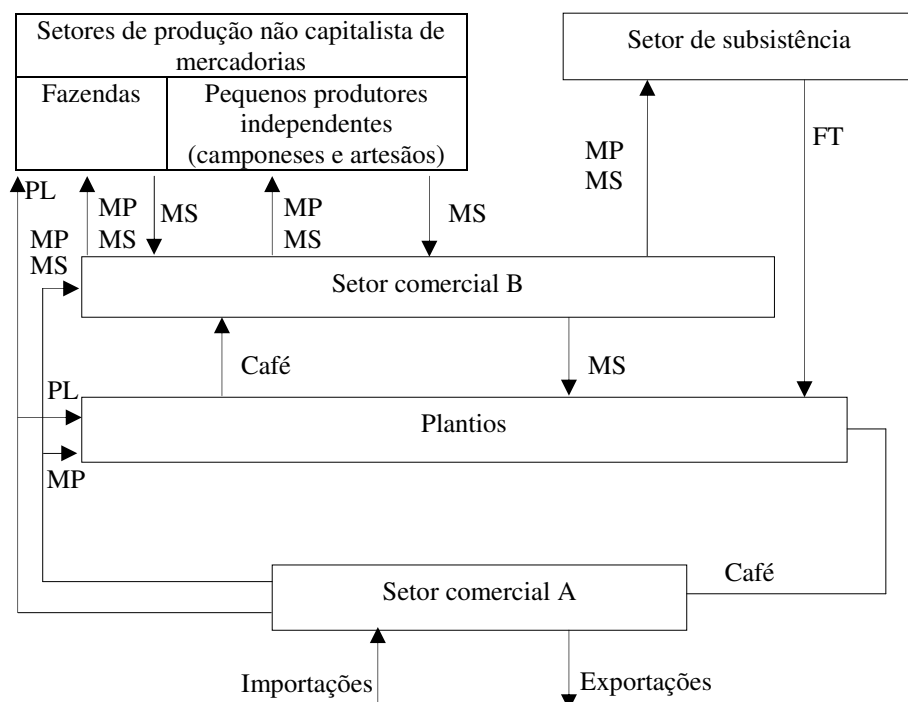 Setores de produção não capitalista de
mercadorias
Setor de subsistência
Fazendas
Pequenos produtores
independentes
(camponeses e artesãos)
FT
MP
MS
PL
MP
MS
MS
MP
MS
MS
MP
MS
Setor comercial B
Café
MS
PL
Plantios
MP
Setor comercial A
Café
Importações
Exportações